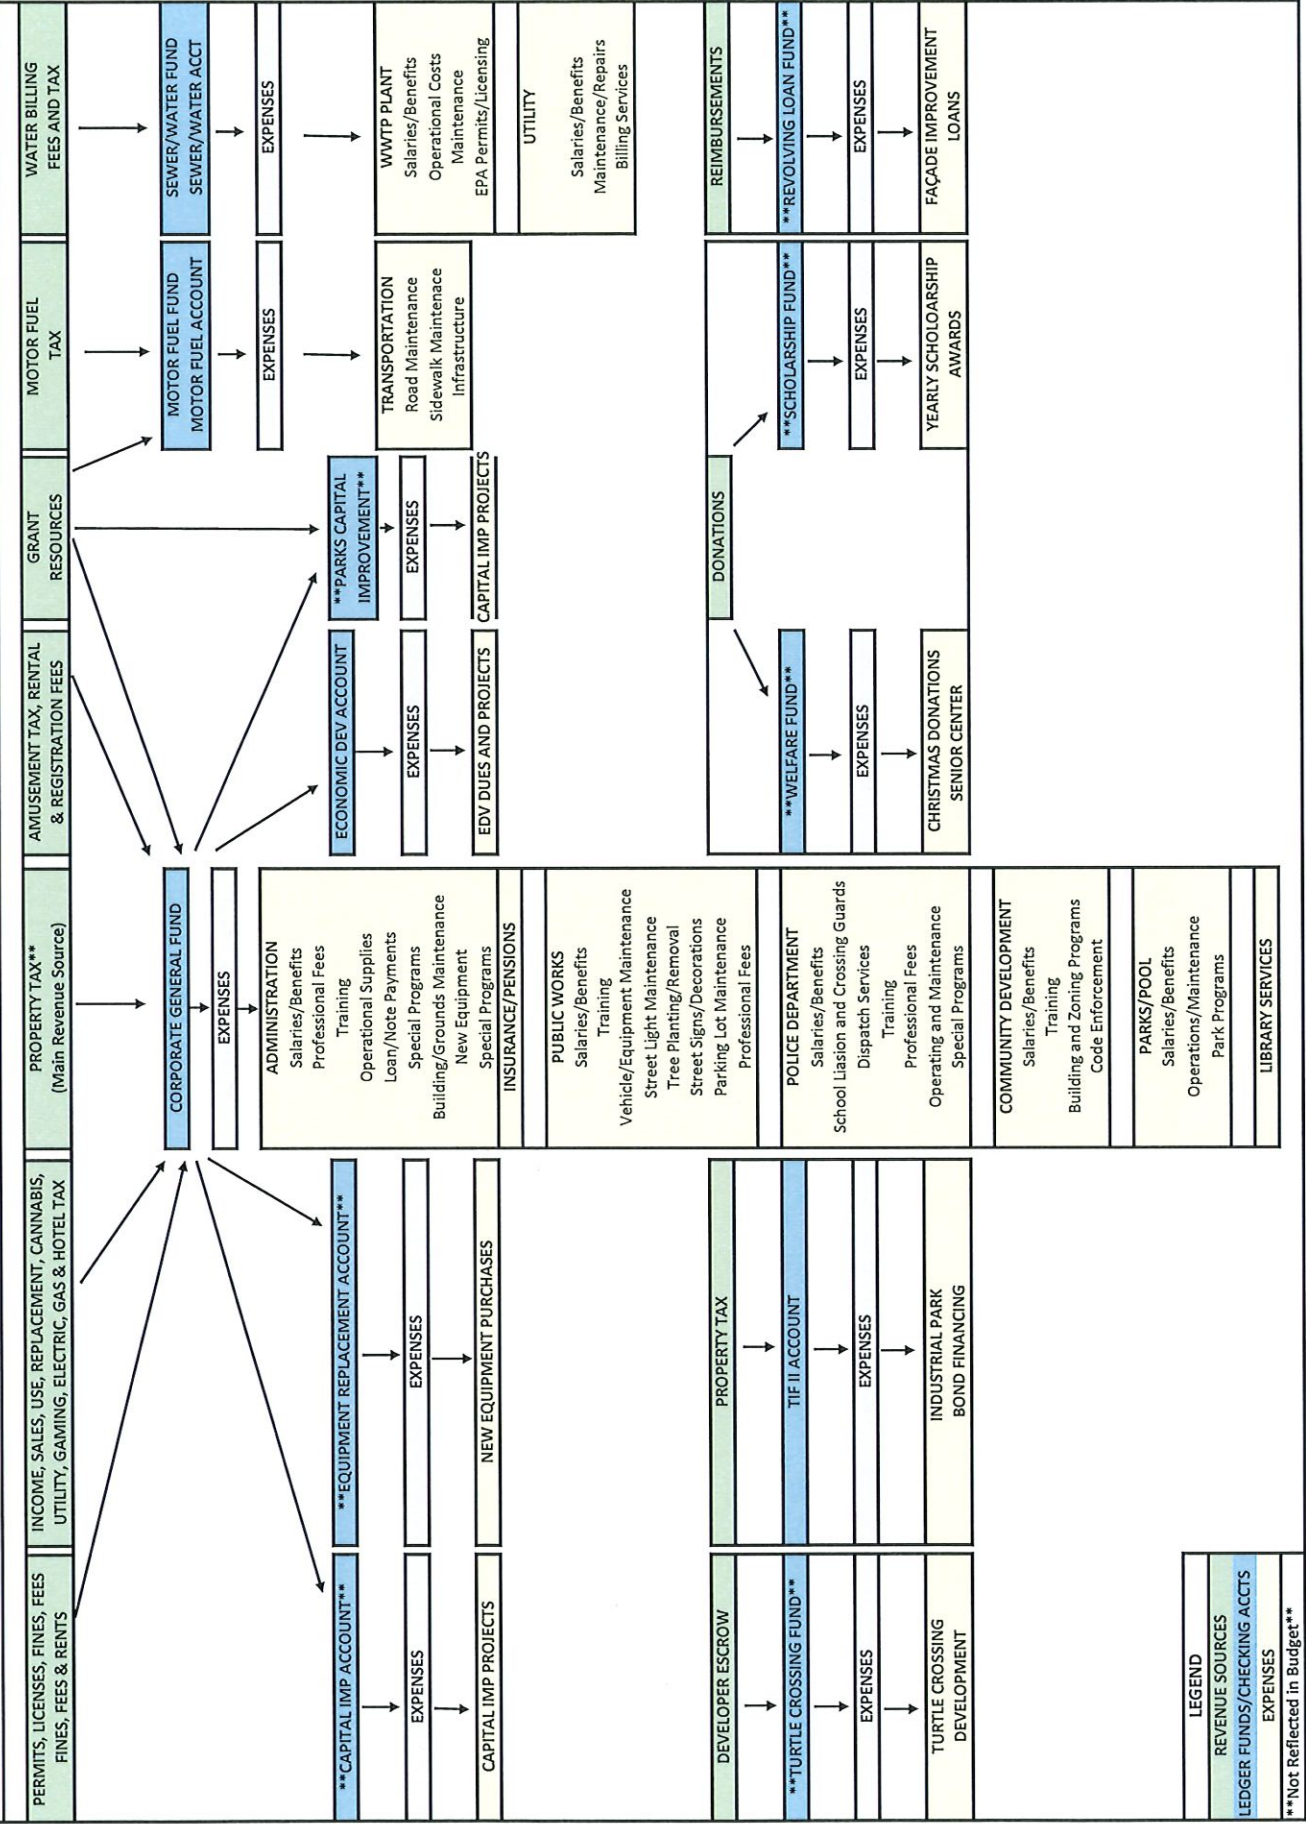 PERMITS, LICENSES, FINES, FEES
FINES, FEES & RENTS
INCOME, SALES, USE, REPLACEMENT, CANNABIS,
UTILITY, GAMING, ELECTRIC, GAS & HOTEL TAX
PROPERTY TAX**
(Main Revenue Source)
AMUSEMENT TAX, RENTAL
& REGISTRATION FEES
GRANT
RESOURCES
MOTOR FUEL
TAX
WATER BILLING
FEES AND TAX
CORPORATE GENERAL FUND
MOTOR FUEL FUND
MOTOR FUEL ACCOUNT
SEWER/WATER FUND
SEWER/WATER ACCT
EXPENSES
EXPENSES
EXPENSES
**CAPITAL IMP ACCOUNT**
EXPENSES
CAPITAL IMP PROJECTS
**EQUIPMENT REPLACEMENT ACCOUNT**
EXPENSES
NEW EQUIPMENT PURCHASES
ADMINISTRATION
Salaries/Benefits
Professional Fees
Training
Operational Supplies
Loan/Note Payments
Special Programs
Building/Grounds Maintenance
New Equipment
Special Programs
INSURANCE/PENSIONS
PUBLIC WORKS
Salaries/Benefits
Training
Vehicle/Equipment Maintenance
Street Light Maintenance
Tree Planting/Removal
Street Signs/Decorations
Parking Lot Maintenance
Professional Fees
POLICE DEPARTMENT
Salaries/Benefits
School Liasion and Crossing Guards
Dispatch Services
Training
Professional Fees
Operating and Maintenance
Special Programs
COMMUNITY DEVELOPMENT
Salaries/Benefits
Training
Building and Zoning Programs
Code Enforcement
PARKS/POOL
Salaries/Benefits
Operations/Maintenance
Park Programs
LIBRARY SERVICES
ECONOMIC DEV ACCOUNT
EXPENSES
EDV DUES AND PROJECTS
**PARKS CAPITAL
IMPROVEMENT**
EXPENSES
CAPITAL IMP PROJECTS
TRANSPORTATION
Road Maintenance
Sidewalk Maintenace
Infrastructure
WWTP PLANT
Salaries/Benefits
Operational Costs
Maintenance
EPA Permits/Licensing
UTILITY
Salaries/Benefits
Maintenance/Repairs
Billing Services
DEVELOPER ESCROW
**TURTLE CROSSING FUND**
EXPENSES
TURTLE CROSSING
DEVELOPMENT
PROPERTY TAX
TIF II ACCOUNT
EXPENSES
INDUSTRIAL PARK
BOND FINANCING
DONATIONS
**WELFARE FUND**
EXPENSES
CHRISTMAS DONATIONS
SENIOR CENTER
**SCHOLARSHIP FUND**
EXPENSES
YEARLY SCHOLOARSHIP
AWARDS
REIMBURSEMENTS
**REVOLVING LOAN FUND**
EXPENSES
FAÇADE IMPROVEMENT
LOANS
LEGEND
REVENUE SOURCES
LEDGER FUNDS/CHECKING ACCTS
EXPENSES
**Not Reflected in Budget**